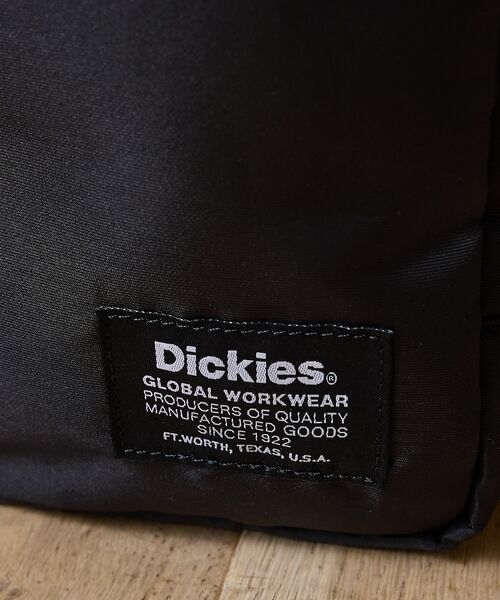 Dickies®
GLOBAL WORKWEAR
PRODUCERS OF QUALITY
MANUFACTURED GOODS
SINCE 1922
FT.WORTH, TEXAS, U.S.A.